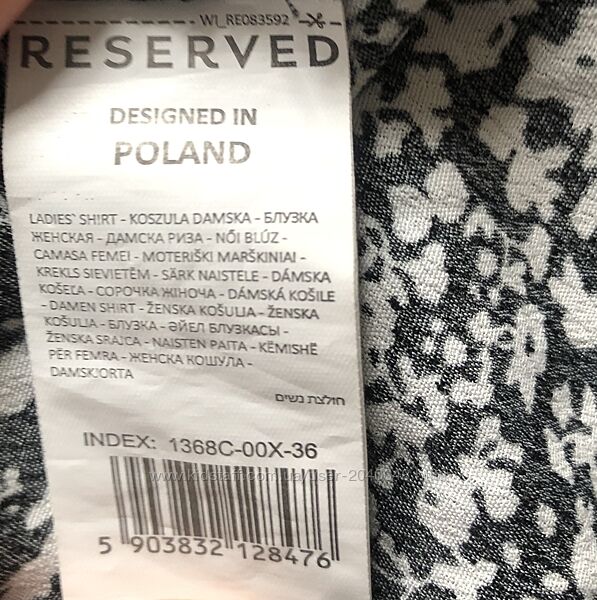 WI_RE083592
RESERVED
DESIGNED IN
POLAND
LADIES' SHIRT - KOSZULA DAMSKA - БЛУЗКА
ЖЕНСКАЯ - ДАМСКА РИЗА - NŐI BLÚZ -
CAMASA FEMEI - MOTERIŠKI MARŠKINIAI -
KREKLS SIEVIETĒM - SÄRK NAISTELE - DÁMSKA
KOŠEĽA - СОРОЧКА ЖІНОЧА - DÁMSKÁ KOŠILE
- DAMEN SHIRT - ŽENSKA KOŠULJA - ŽENSKA
KOŠULJA - БЛУЗКА - ӘЙЕЛ БЛУЗКАСЫ -
ŽENSKA SRAJCA - NAISTEN PAITA - KËMISHË
PËR FEMRA - ЖЕНСКА КОШУЛА -
DAMSKJORTA
חולצת נשים
INDEX: 1368C-00X-36
5 903832 128476